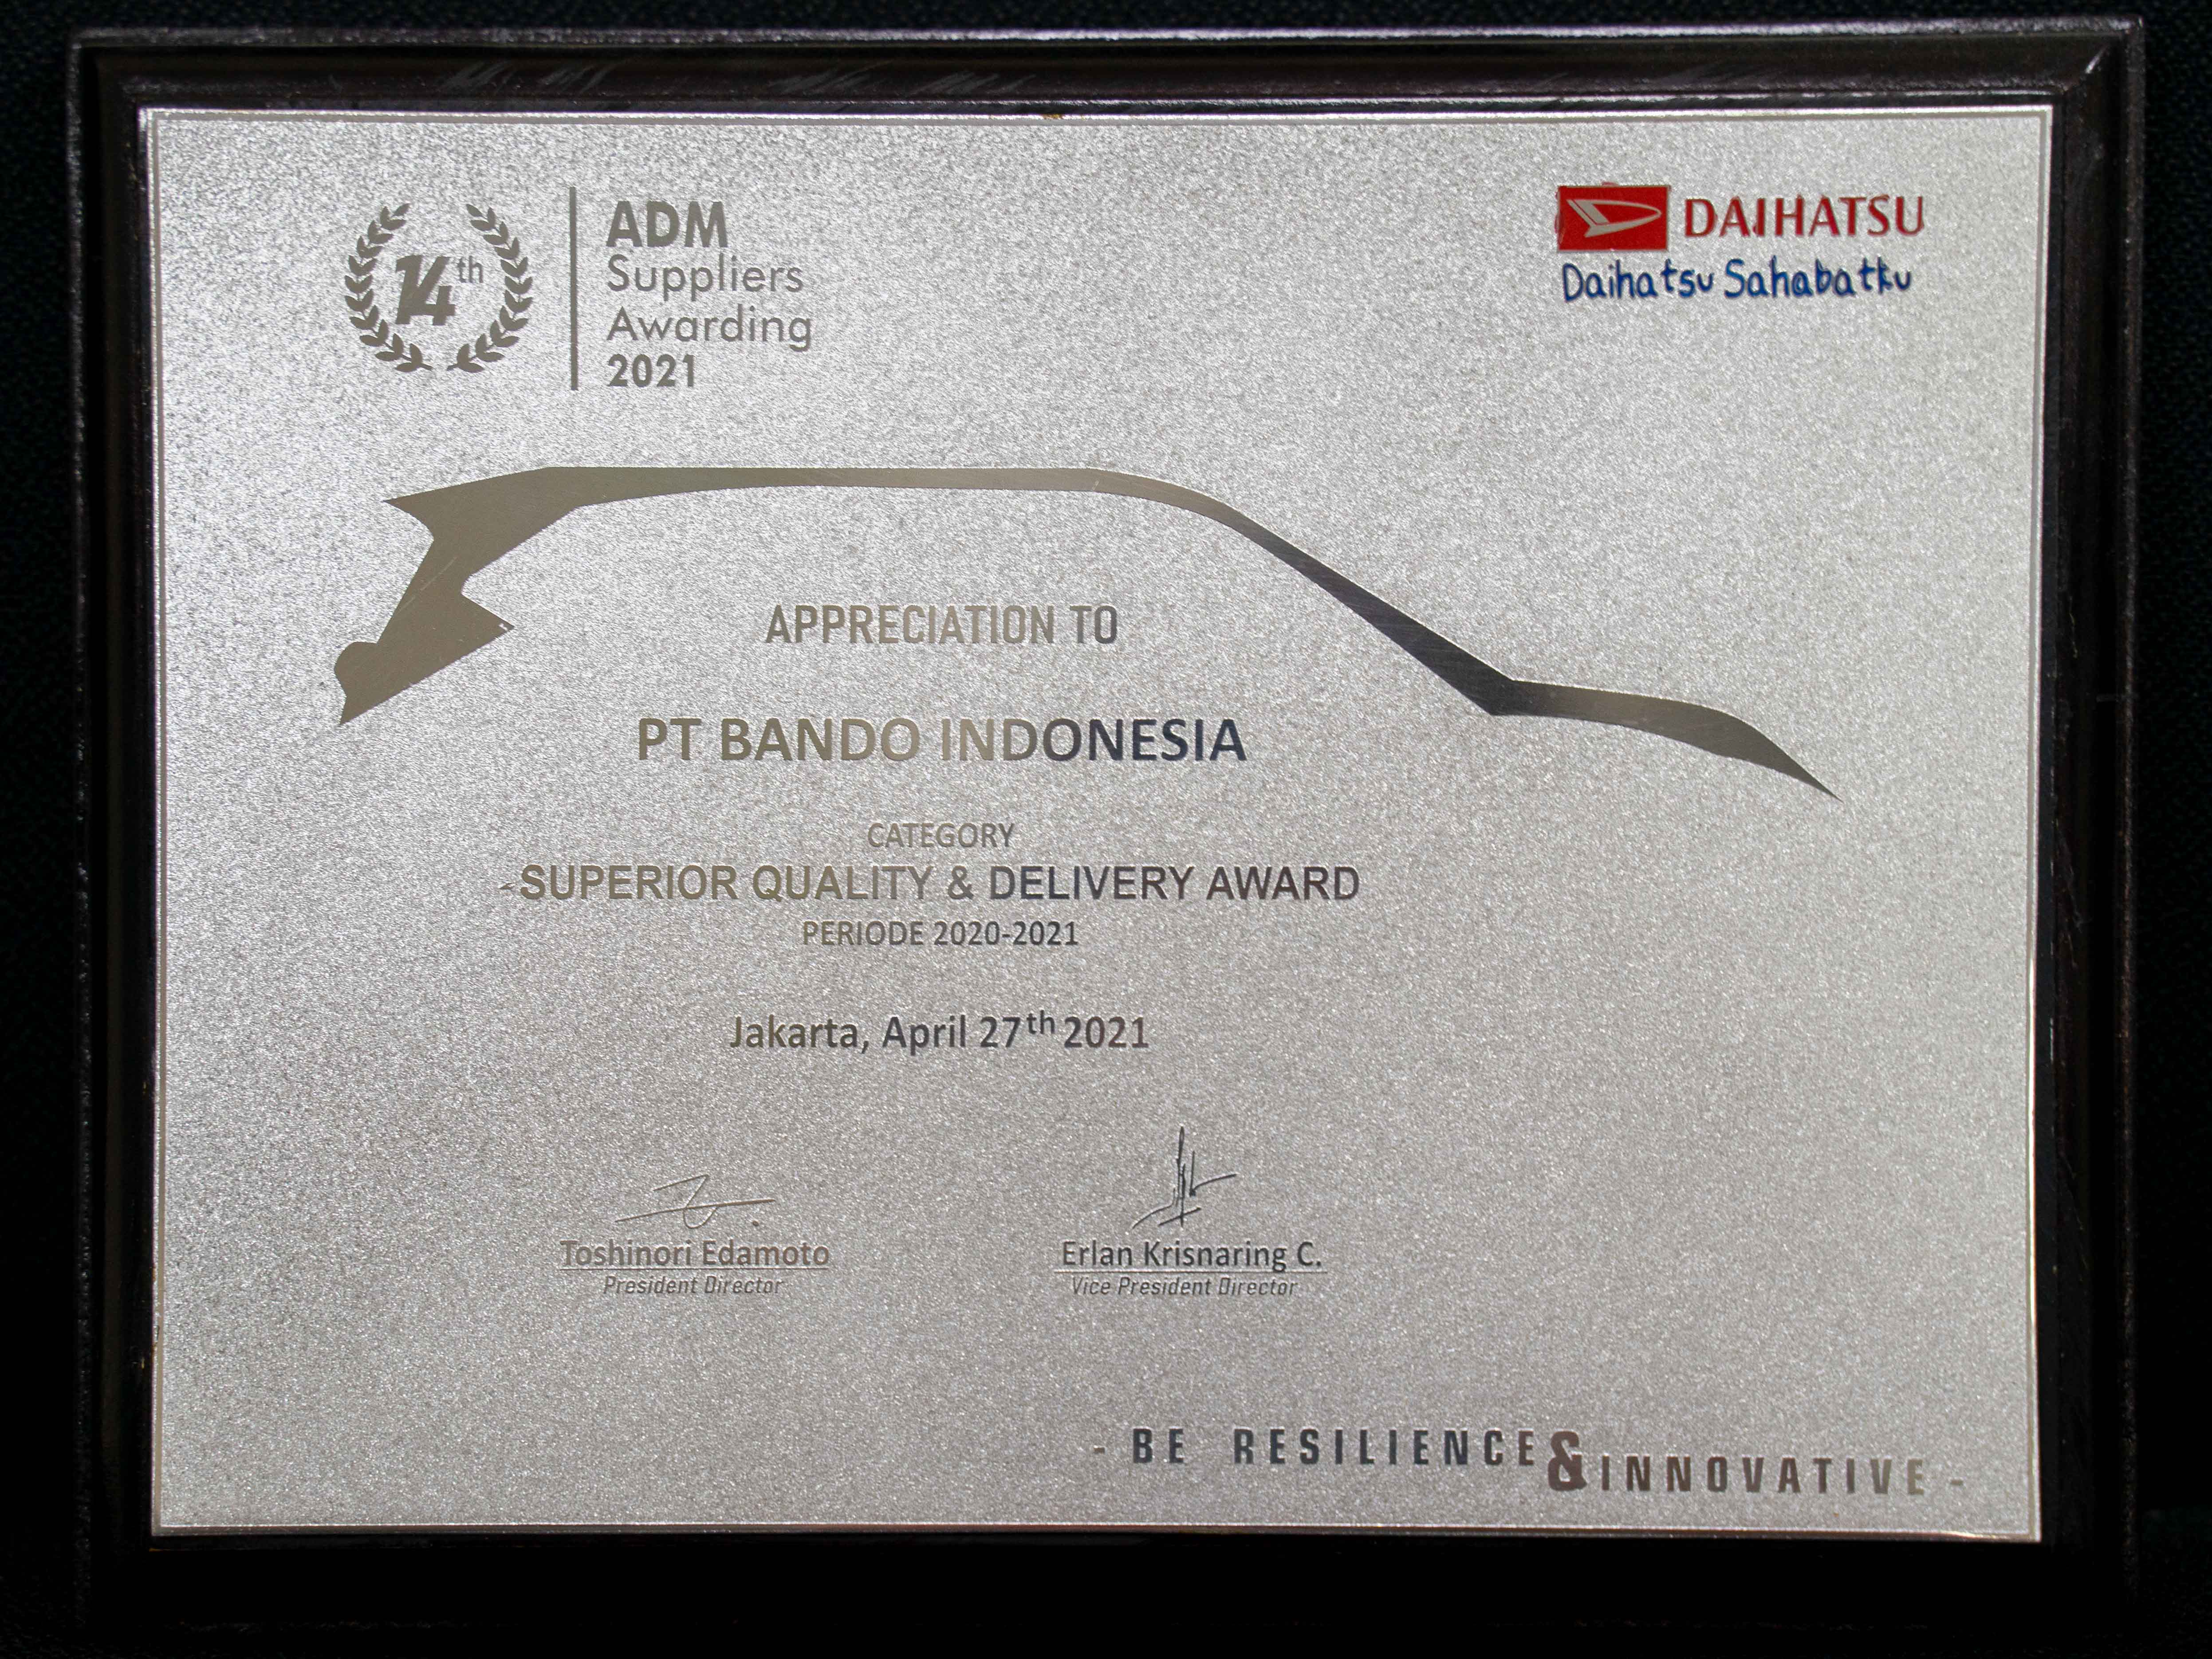 14th
ADM
Suppliers
Awarding
2021
DAIHATSU
Daihatsu Sahabatku
APPRECIATION TO
PT BANDO INDONESIA
CATEGORY
-SUPERIOR QUALITY & DELIVERY AWARD
PERIODE 2020-2021
Jakarta, April 27th 2021
Toshinori Edamoto
President Director
Erlan Krisnaring C.
Vice President Director
- BE RESILIENCE & INNOVATIVE -